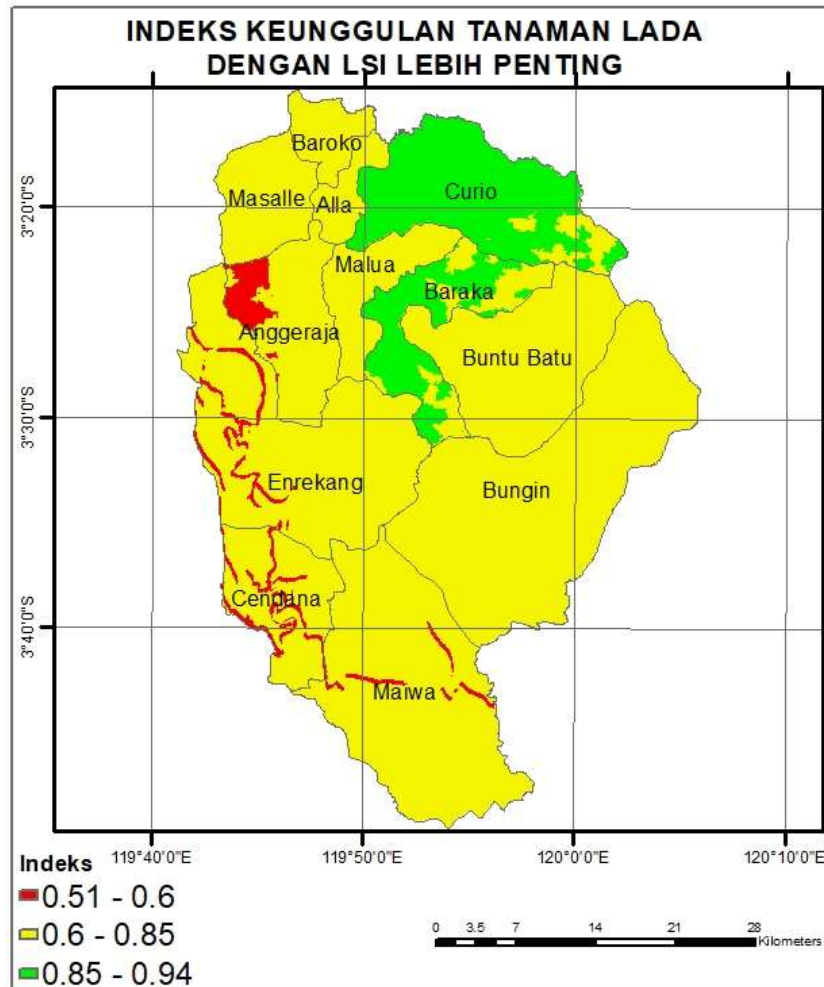 INDEKS KEUNGGULAN TANAMAN LADA
DENGAN LSI LEBIH PENTING
Baroko
Curio
Masalle
Alla
3°20'0"S
Malua
Baraka
Anggeraja
Buntu Batu
3°30'0"S
Enrekang
Bungin
Cendana
3°40'0"S
Maiwa
119°40'0"E
119°50'0"E
120°0'0"E
120°10'0"E
Indeks
0.51 - 0.6
0.6 - 0.85
0.85 - 0.94
0 3.5 7 14 21 28
Kilometers